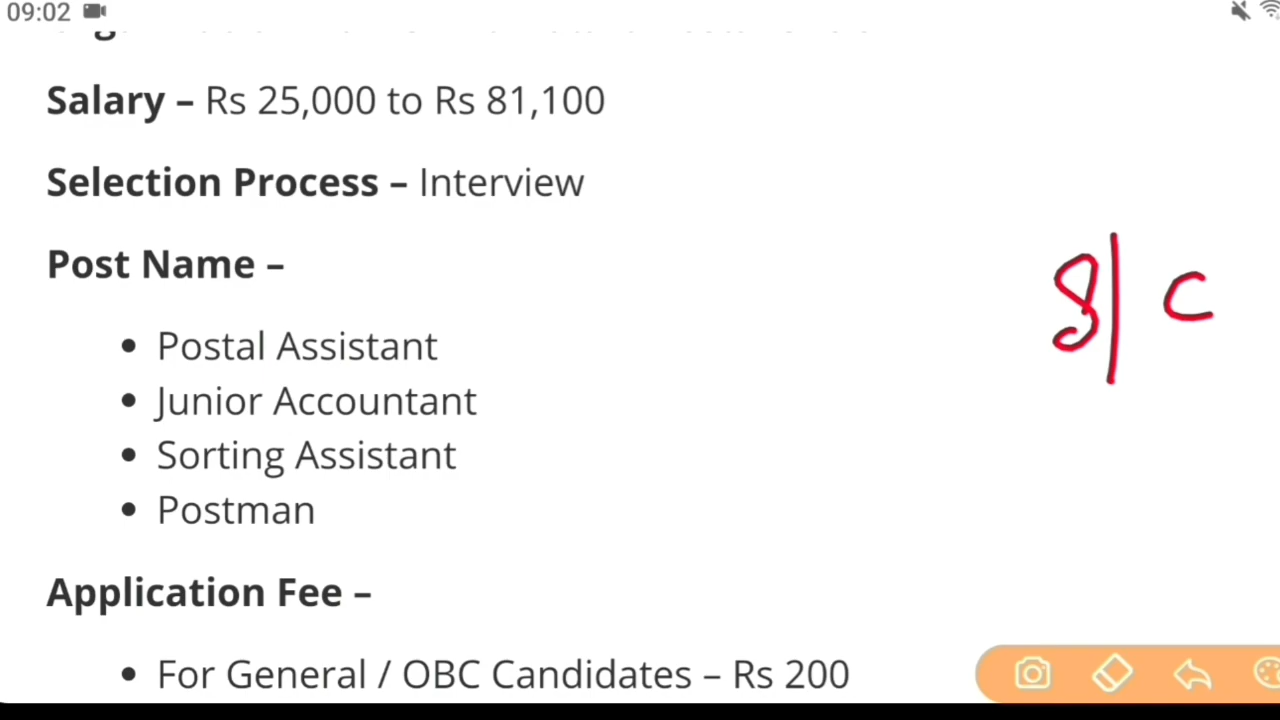 09:02
Salary – Rs 25,000 to Rs 81,100
Selection Process – Interview
Post Name –
• Postal Assistant
• Junior Accountant
• Sorting Assistant
• Postman
Application Fee –
• For General / OBC Candidates – Rs 200